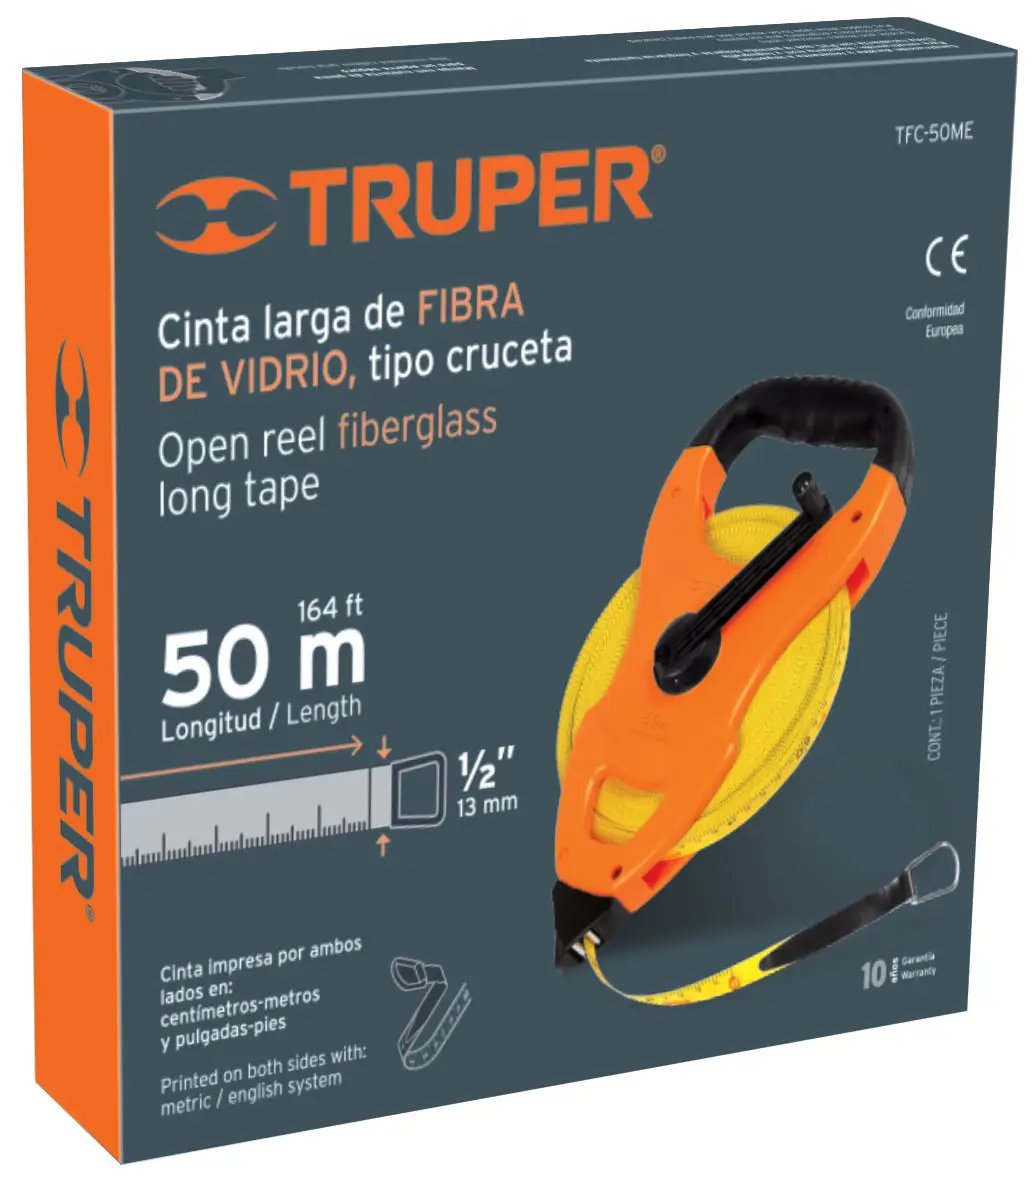 TFC-50ME
TRUPER®
CE
Conformidad
Europea
Cinta larga de FIBRA
DE VIDRIO, tipo cruceta
Open reel fiberglass
long tape
164 ft
50 m
Longitud / Length
1/2"
13 mm
CONT.: 1 PIEZA / PIECE
Cinta impresa por ambos
lados en:
centímetros-metros
y pulgadas-pies
Printed on both sides with:
metric / english system
10 años Garantía
Warranty
TRUPER®